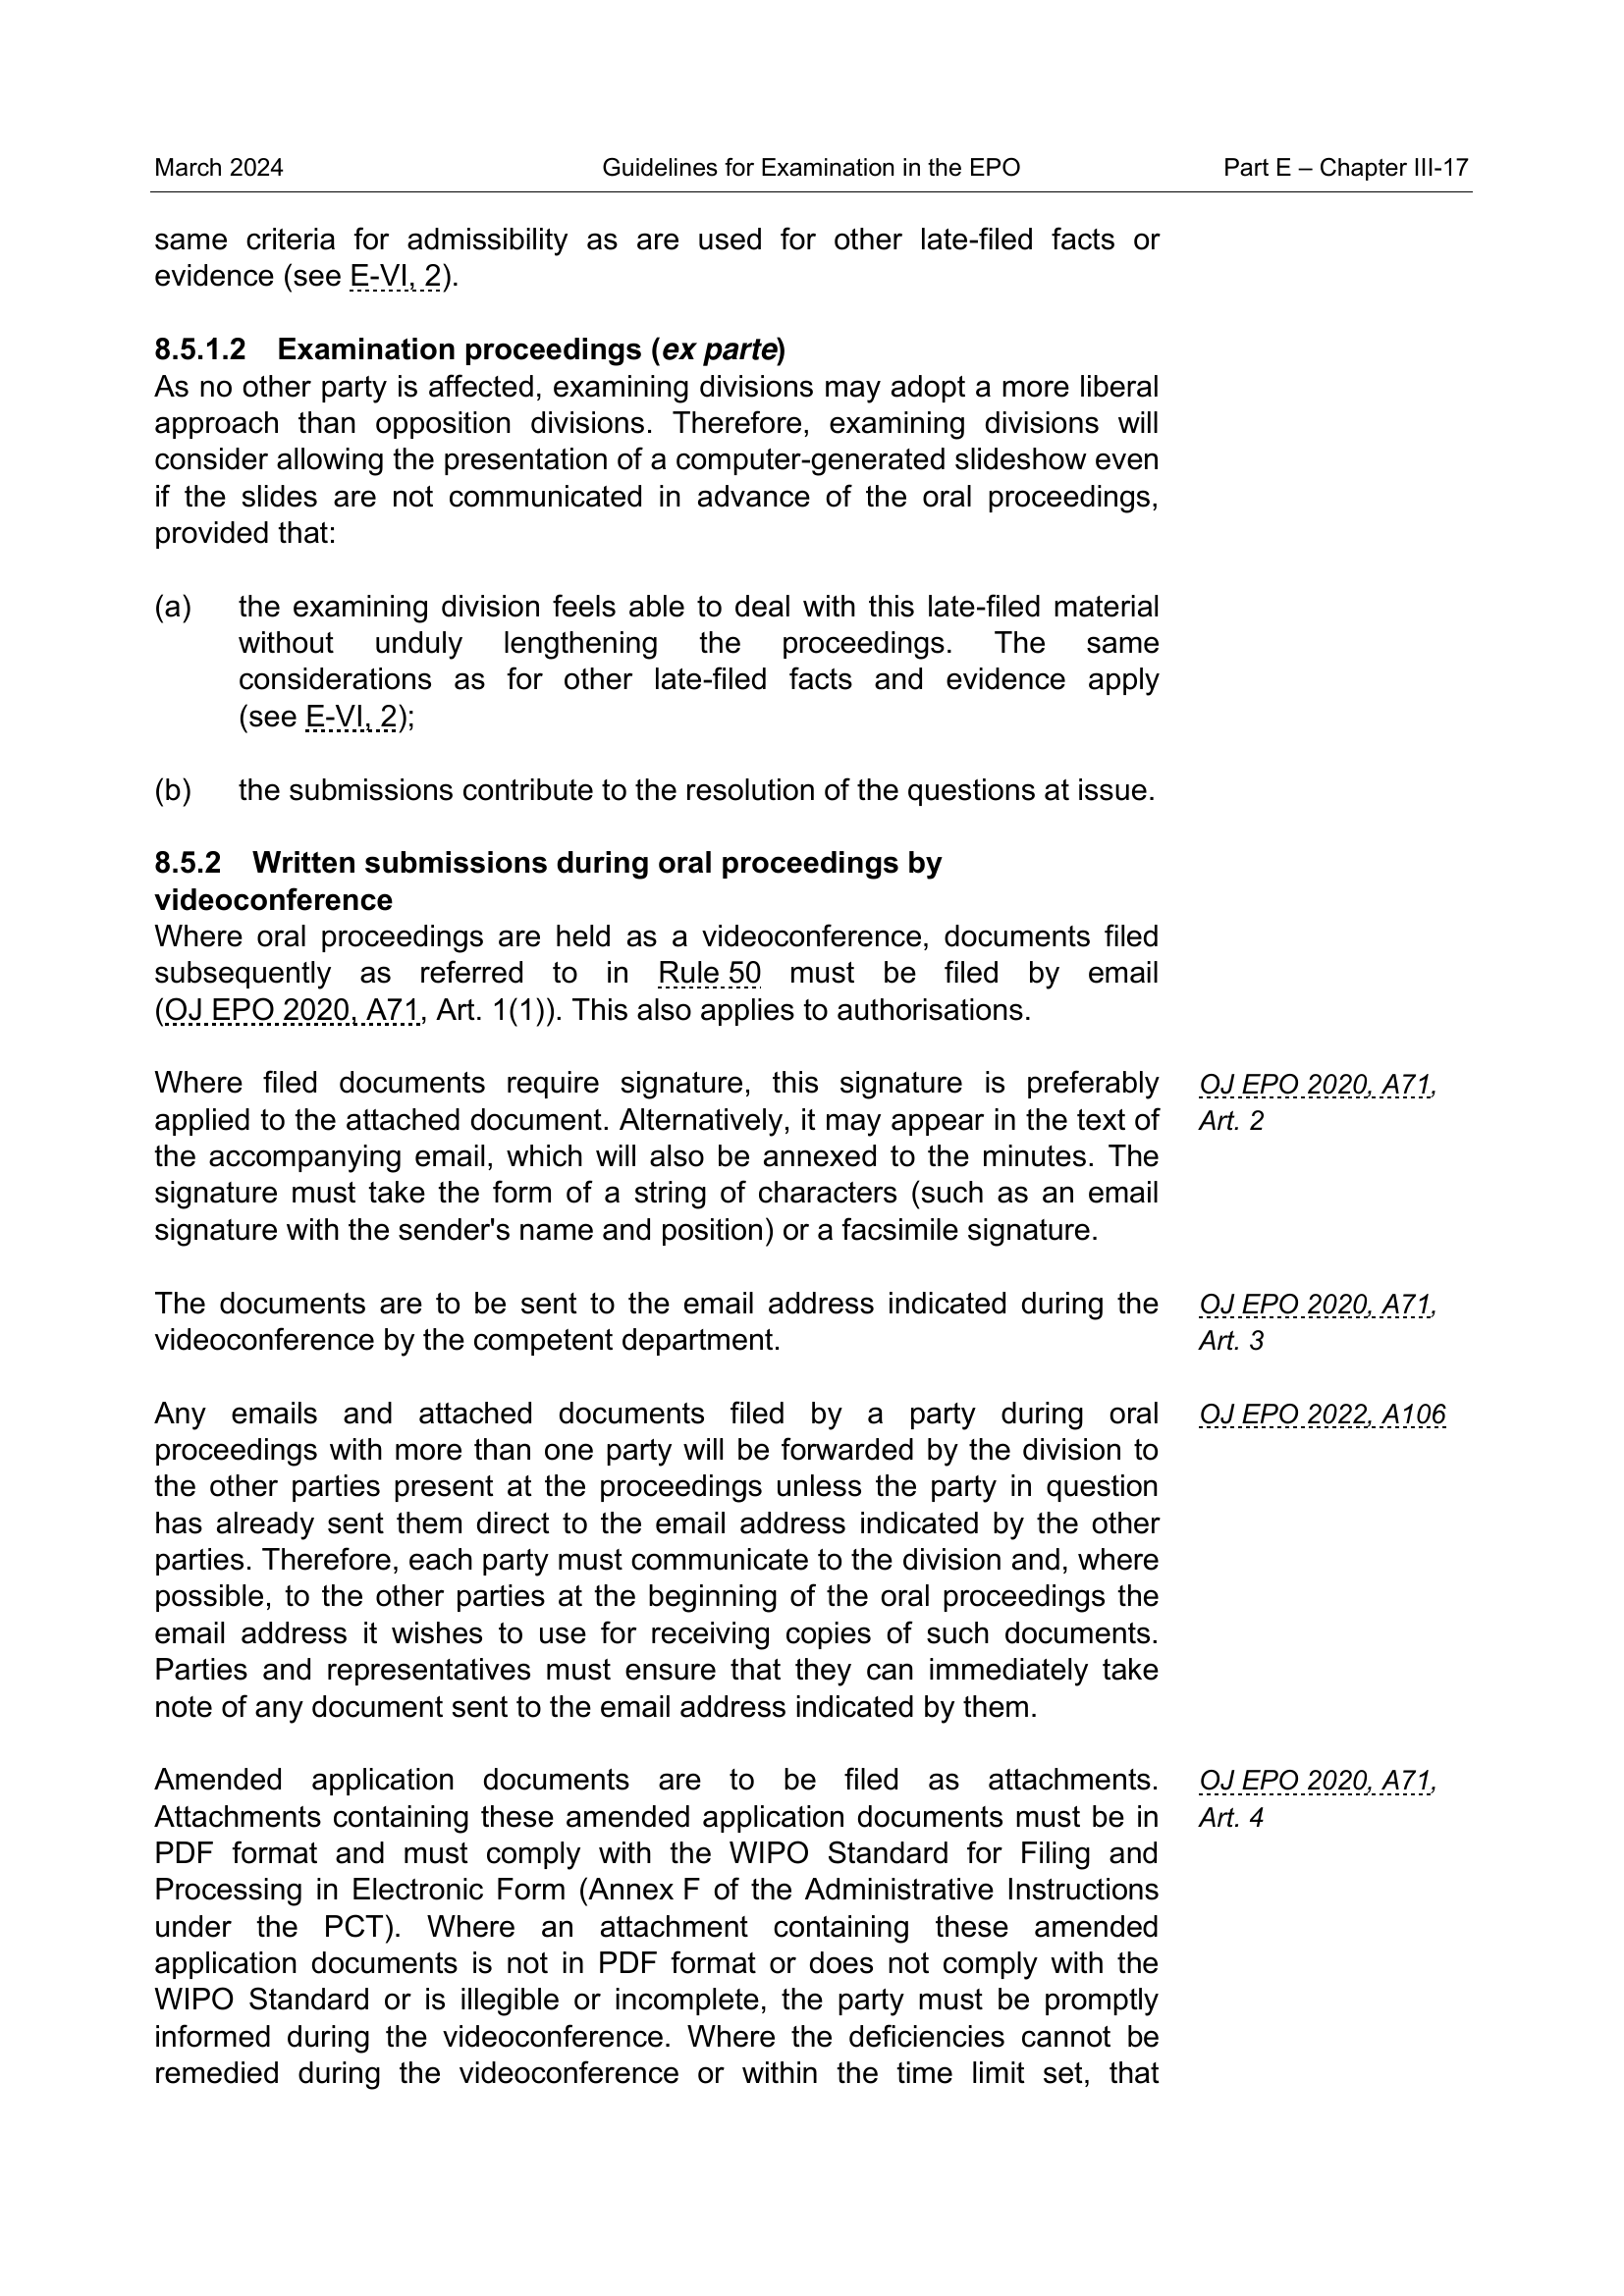 March 2024 Guidelines for Examination in the EPO Part E – Chapter III-17
same criteria for admissibility as are used for other late-filed facts or
evidence (see E-VI, 2).
8.5.1.2 Examination proceedings (ex parte)
As no other party is affected, examining divisions may adopt a more liberal
approach than opposition divisions. Therefore, examining divisions will
consider allowing the presentation of a computer-generated slideshow even
if the slides are not communicated in advance of the oral proceedings,
provided that:
(a) the examining division feels able to deal with this late-filed material
without unduly lengthening the proceedings. The same
considerations as for other late-filed facts and evidence apply
(see E-VI, 2);
(b) the submissions contribute to the resolution of the questions at issue.
8.5.2 Written submissions during oral proceedings by
videoconference
Where oral proceedings are held as a videoconference, documents filed
subsequently as referred to in Rule 50 must be filed by email
(OJ EPO 2020, A71, Art. 1(1)). This also applies to authorisations.
Where filed documents require signature, this signature is preferably
applied to the attached document. Alternatively, it may appear in the text of
the accompanying email, which will also be annexed to the minutes. The
signature must take the form of a string of characters (such as an email
signature with the sender's name and position) or a facsimile signature.
OJ EPO 2020, A71,
Art. 2
The documents are to be sent to the email address indicated during the
videoconference by the competent department.
OJ EPO 2020, A71,
Art. 3
Any emails and attached documents filed by a party during oral
proceedings with more than one party will be forwarded by the division to
the other parties present at the proceedings unless the party in question
has already sent them direct to the email address indicated by the other
parties. Therefore, each party must communicate to the division and, where
possible, to the other parties at the beginning of the oral proceedings the
email address it wishes to use for receiving copies of such documents.
Parties and representatives must ensure that they can immediately take
note of any document sent to the email address indicated by them.
OJ EPO 2022, A106
Amended application documents are to be filed as attachments.
Attachments containing these amended application documents must be in
PDF format and must comply with the WIPO Standard for Filing and
Processing in Electronic Form (Annex F of the Administrative Instructions
under the PCT). Where an attachment containing these amended
application documents is not in PDF format or does not comply with the
WIPO Standard or is illegible or incomplete, the party must be promptly
informed during the videoconference. Where the deficiencies cannot be
remedied during the videoconference or within the time limit set, that
OJ EPO 2020, A71,
Art. 4